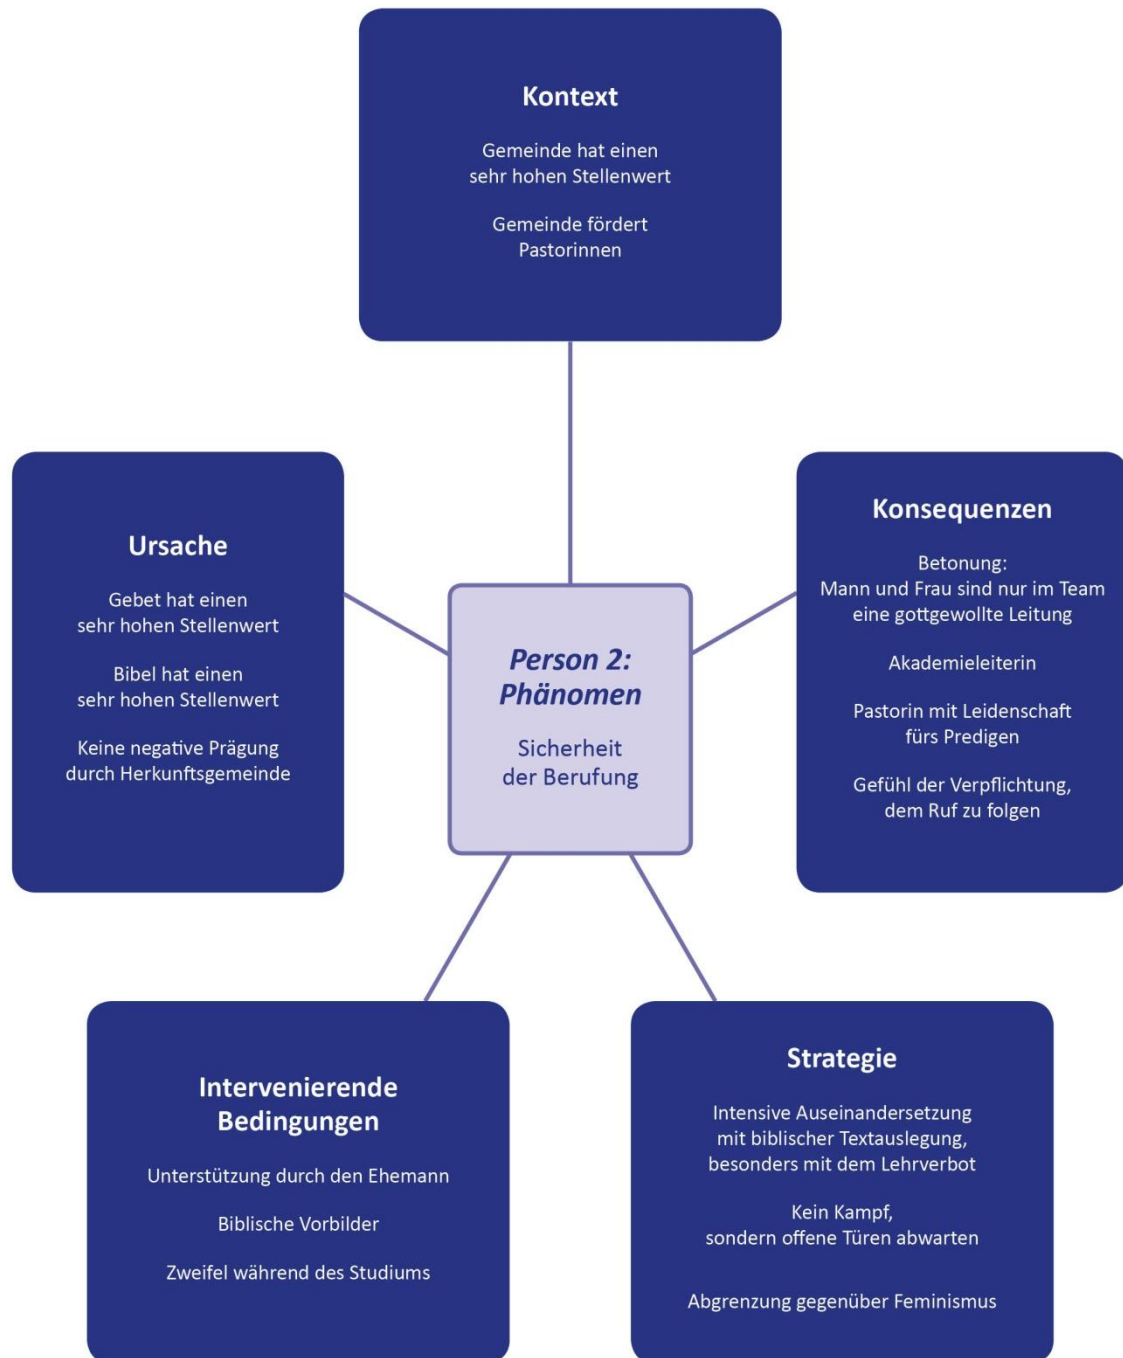 Kontext
Gemeinde hat einen
sehr hohen Stellenwert
Gemeinde fördert
Pastorinnen
Ursache
Gebet hat einen
sehr hohen Stellenwert
Bibel hat einen
sehr hohen Stellenwert
Keine negative Prägung
durch Herkunftsgemeinde
Person 2:
Phänomen
Sicherheit
der Berufung
Konsequenzen
Betonung:
Mann und Frau sind nur im Team
eine gottgewollte Leitung
Akademieleiterin
Pastorin mit Leidenschaft
fürs Predigen
Gefühl der Verpflichtung,
dem Ruf zu folgen
Intervenierende
Bedingungen
Unterstützung durch den Ehemann
Biblische Vorbilder
Zweifel während des Studiums
Strategie
Intensive Auseinandersetzung
mit biblischer Textauslegung,
besonders mit dem Lehrverbot
Kein Kampf,
sondern offene Türen abwarten
Abgrenzung gegenüber Feminismus